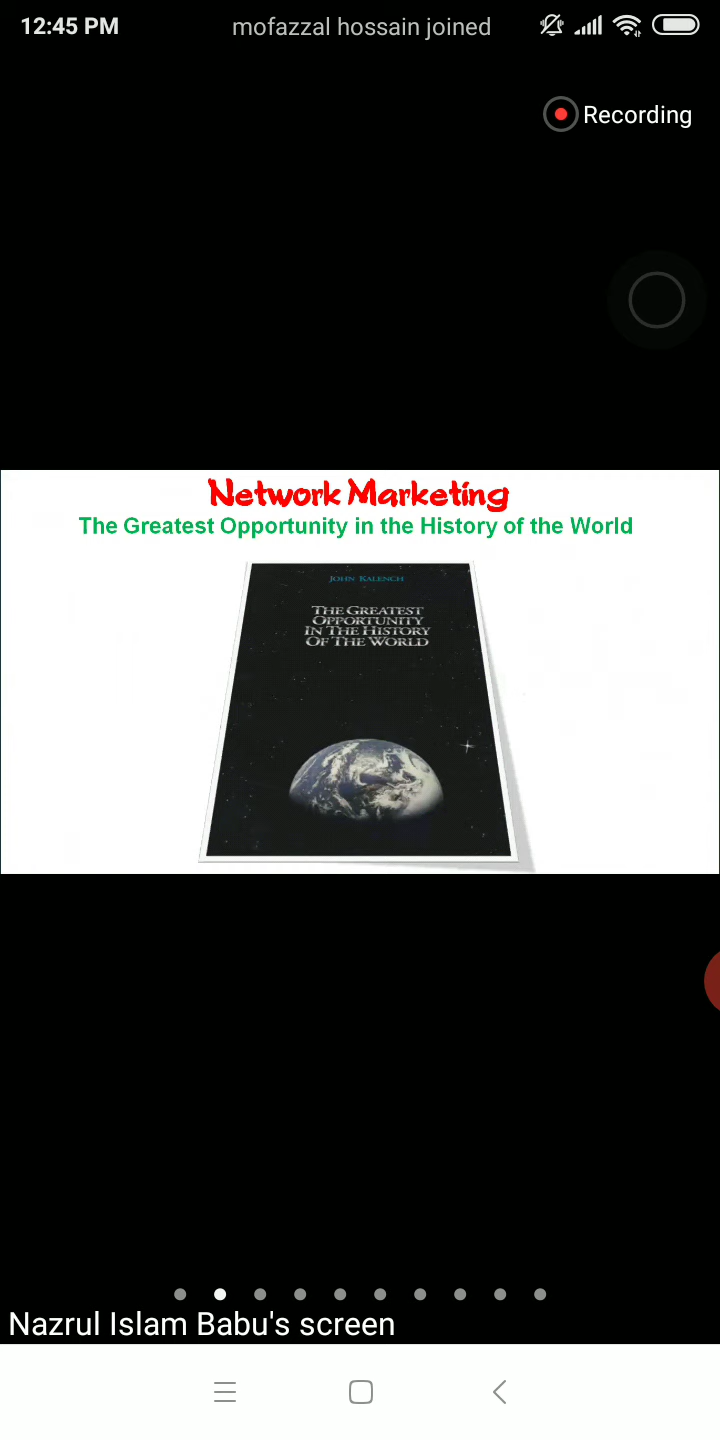 12:45 PM
mofazzal hossain joined
Recording
Network Marketing
The Greatest Opportunity in the History of the World
JOHN KALENCH
THE GREATEST
OPPORTUNITY
IN THE HISTORY
OF THE WORLD
Nazrul Islam Babu's screen